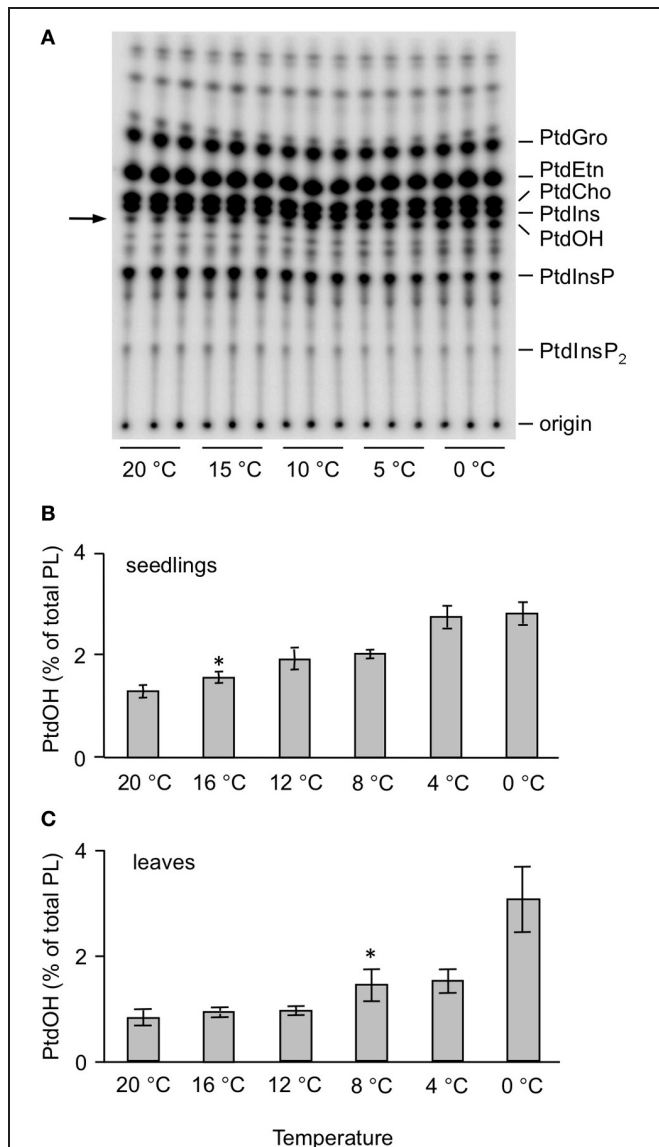 A
PtdGro
PtdEtn
PtdCho
PtdIns
PtdOH
PtdInsP
PtdInsP₂
origin
20 °C 15 °C 10 °C 5 °C 0 °C
B
4
seedlings
PtdOH (% of total PL)
*
2
0
20 °C 16 °C 12 °C 8 °C 4 °C 0 °C
C
4
leaves
PtdOH (% of total PL)
*
2
0
20 °C 16 °C 12 °C 8 °C 4 °C 0 °C
Temperature